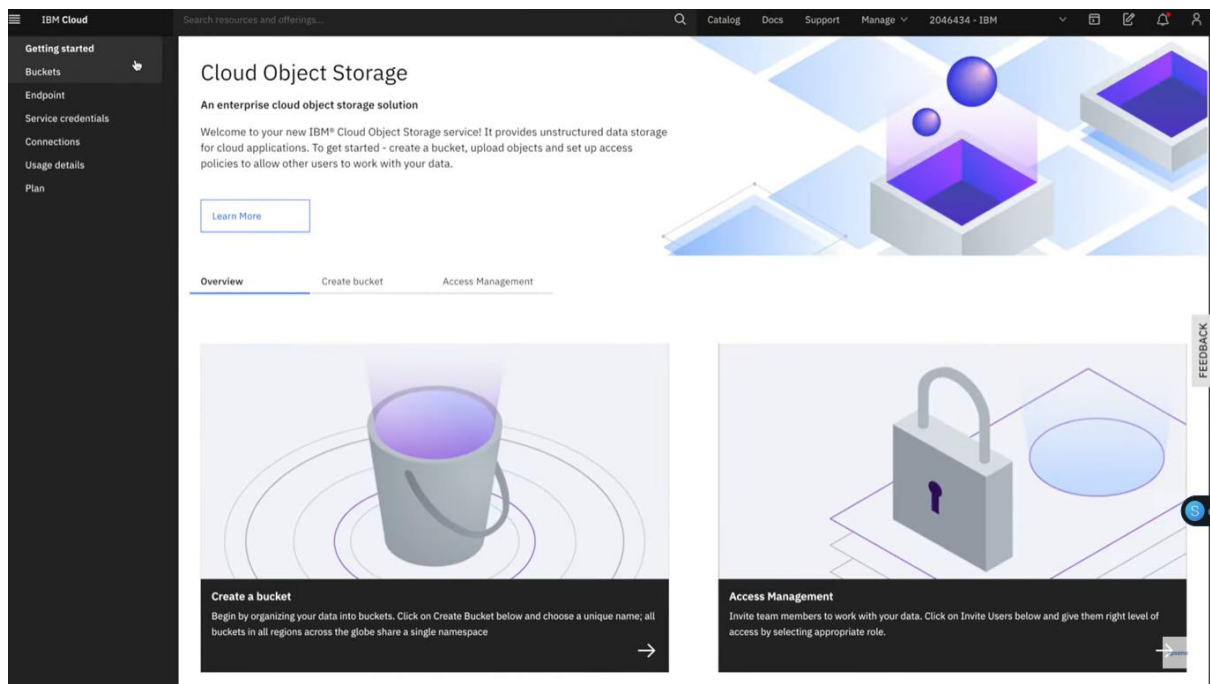 IBM Cloud
Search resources and offerings...
Catalog
Docs
Support
Manage
2046434 - IBM
Getting started
Buckets
Endpoint
Service credentials
Connections
Usage details
Plan
Cloud Object Storage
An enterprise cloud object storage solution
Welcome to your new IBM® Cloud Object Storage service! It provides unstructured data storage
for cloud applications. To get started - create a bucket, upload objects and set up access
policies to allow other users to work with your data.
Learn More
Overview
Create bucket
Access Management
FEEDBACK
S
Create a bucket
Begin by organizing your data into buckets. Click on Create Bucket below and choose a unique name; all
buckets in all regions across the globe share a single namespace
Access Management
Invite team members to work with your data. Click on Invite Users below and give them right level of
access by selecting appropriate role.